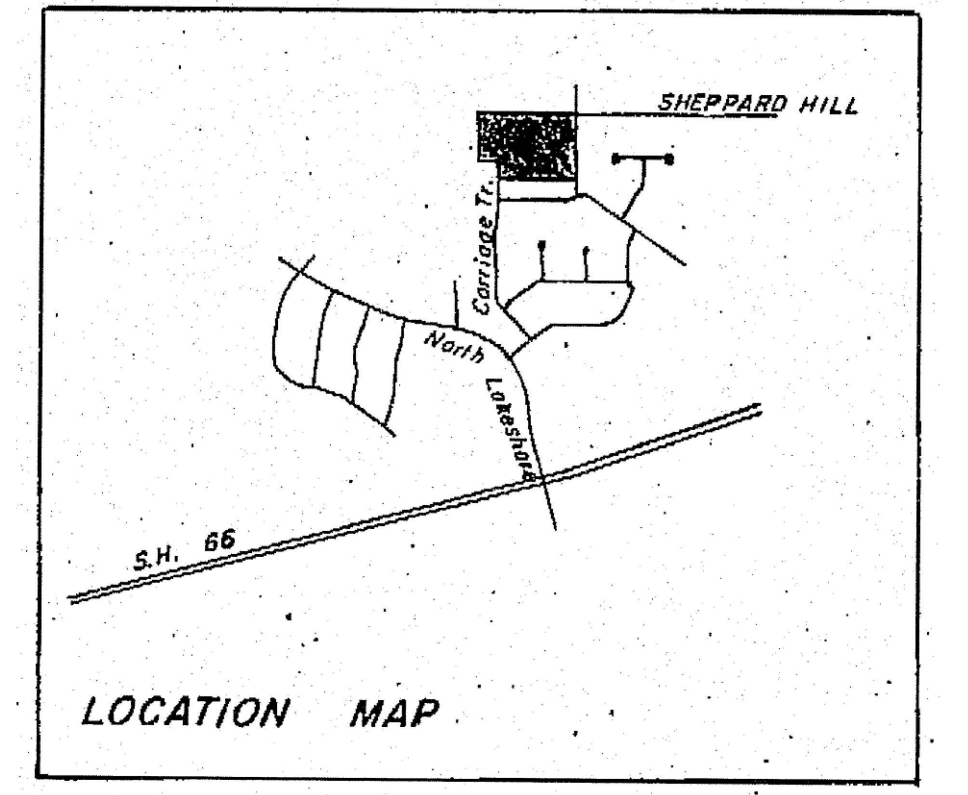 SHEPPARD HILL
Carriage Tr.
North
Lakeshore
S.H. 66
LOCATION MAP